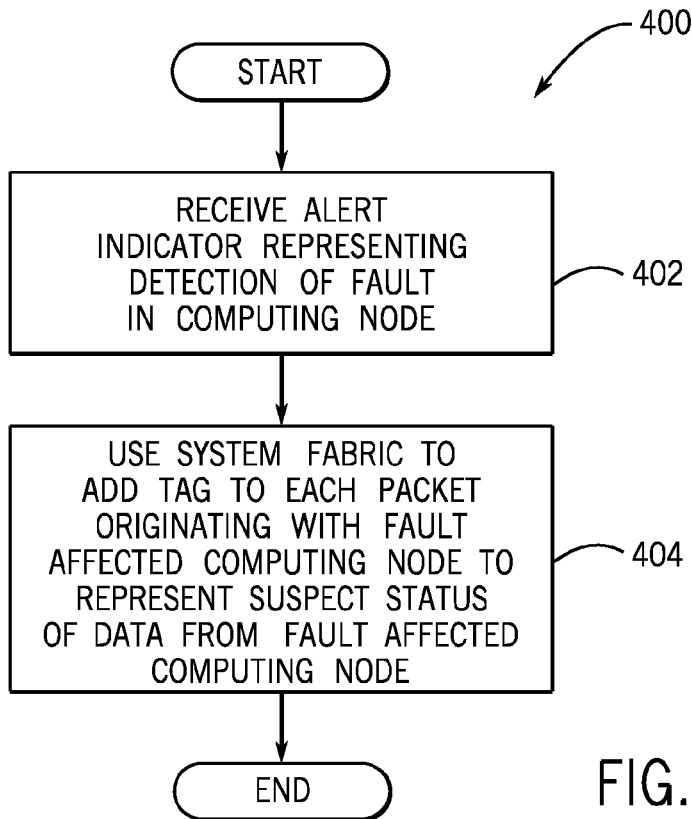 400
START
RECEIVE ALERT
INDICATOR REPRESENTING
DETECTION OF FAULT
IN COMPUTING NODE
402
USE SYSTEM FABRIC TO
ADD TAG TO EACH PACKET
ORIGINATING WITH FAULT
AFFECTED COMPUTING NODE TO
REPRESENT SUSPECT STATUS
OF DATA FROM FAULT AFFECTED
COMPUTING NODE
404
END
FIG.